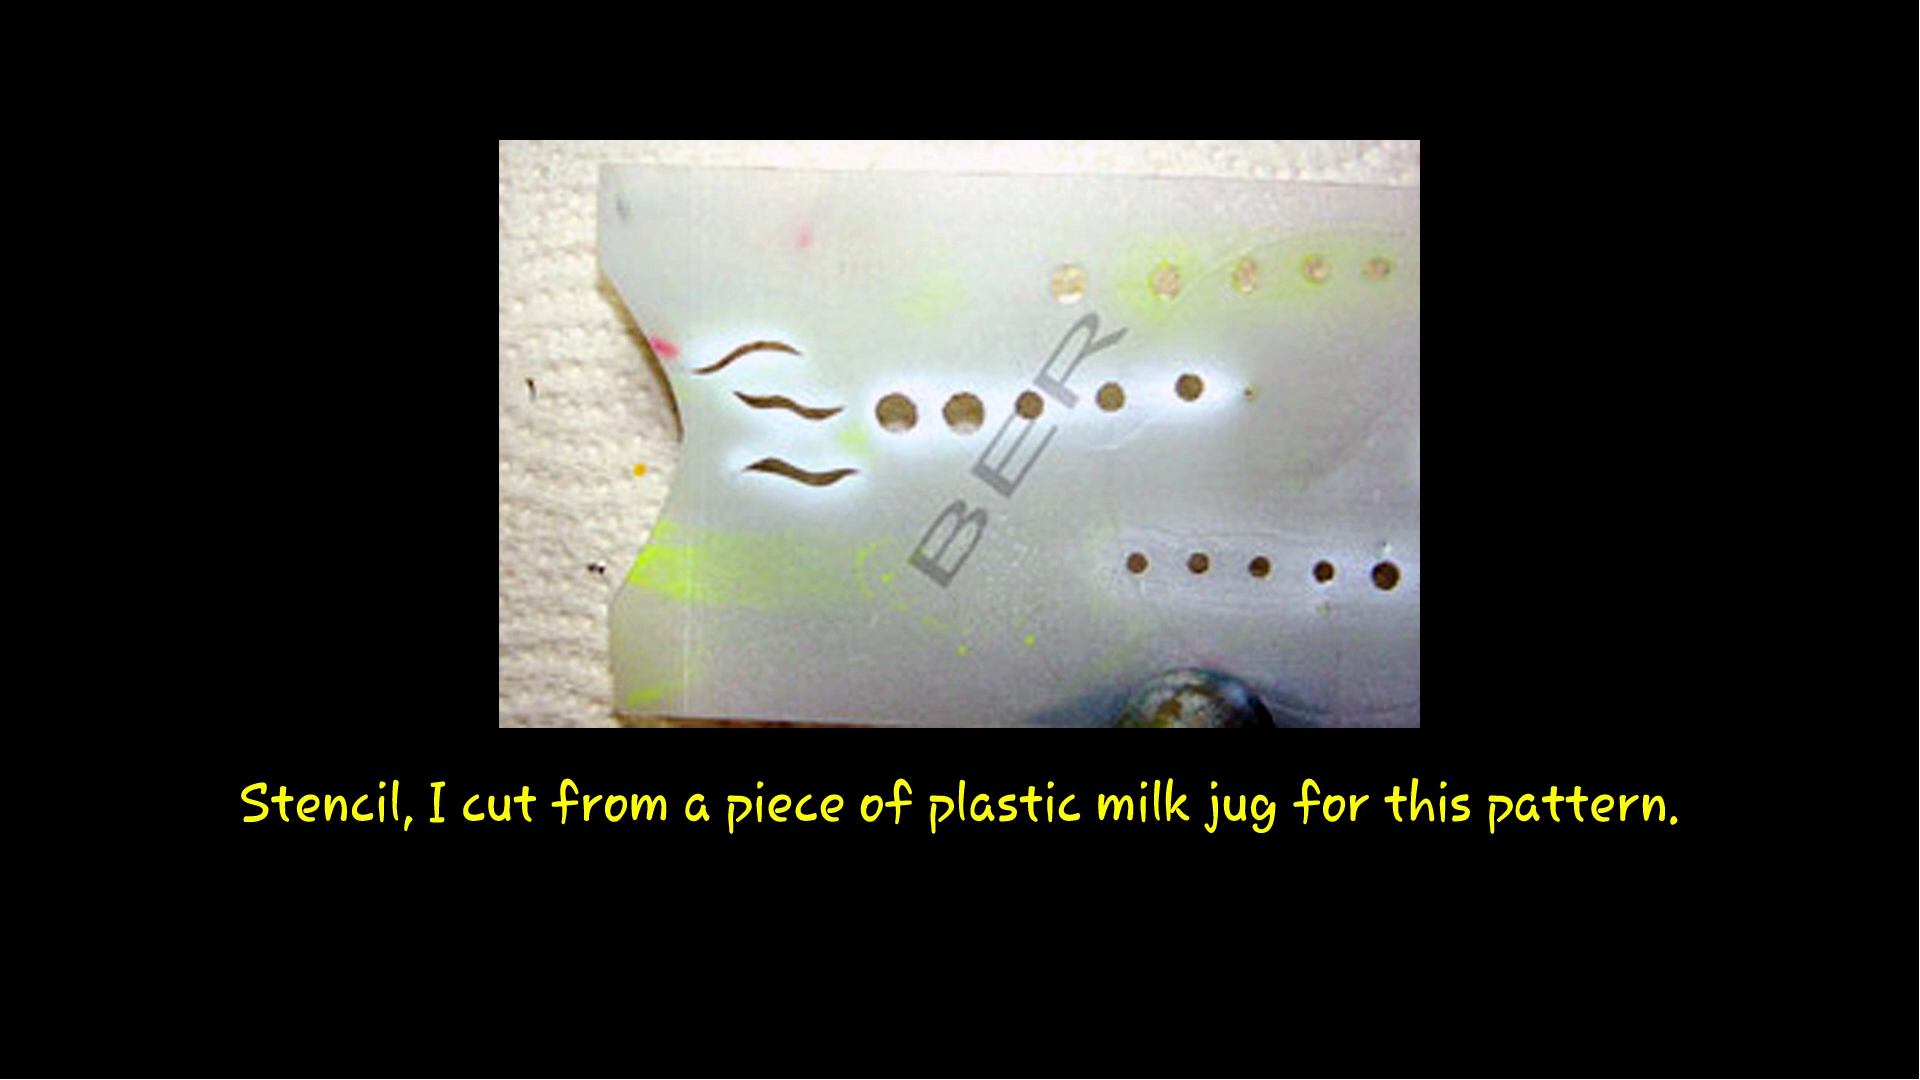 BER
Stencil, I cut from a piece of plastic milk jug for this pattern.